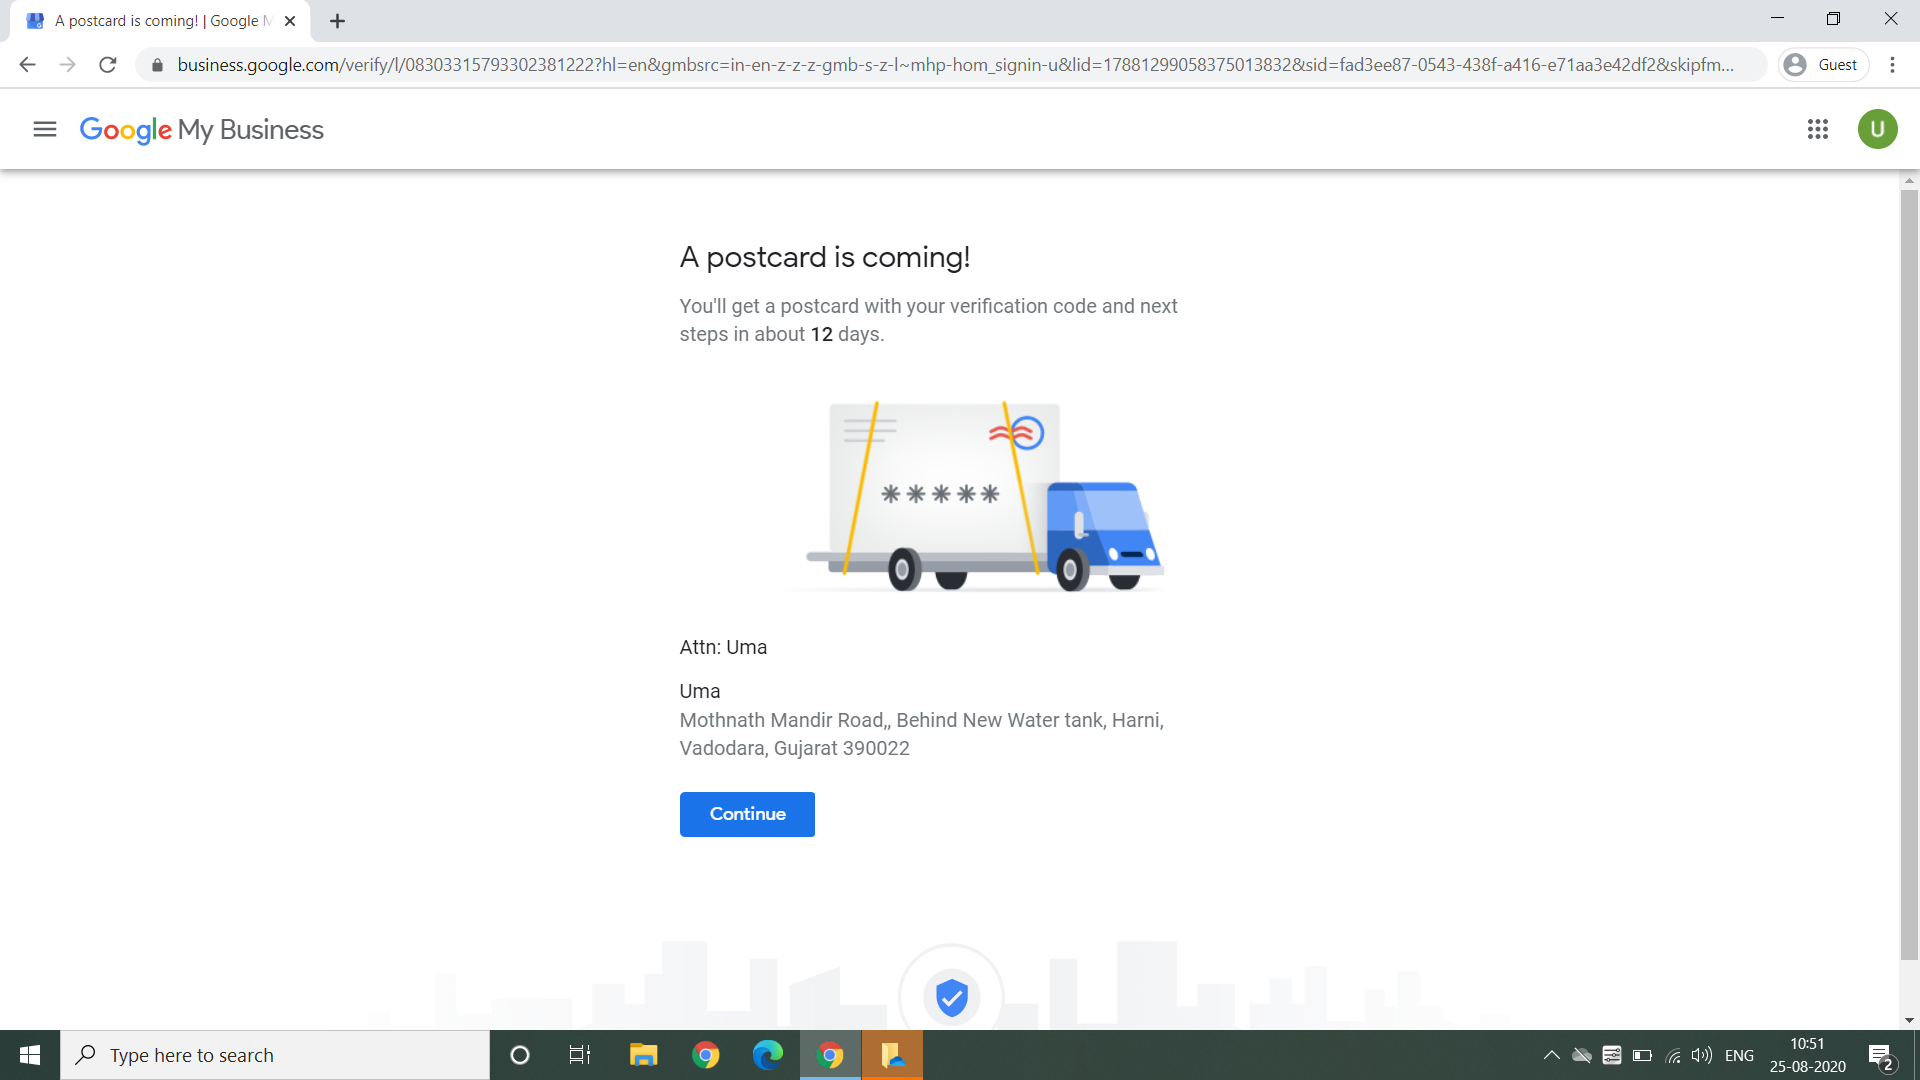 A postcard is coming! | Google M
business.google.com/verify/l/08303315793302381222?hl=en&gmbsrc=in-en-z-z-z-gmb-s-z-l~mhp-hom_signin-u&lid=17881299058375013832&sid=fad3ee87-0543-438f-a416-e71aa3e42df2&skipfm...
Guest
Google My Business
U
A postcard is coming!
You'll get a postcard with your verification code and next
steps in about 12 days.
*****
Attn: Uma
Uma
Mothnath Mandir Road,, Behind New Water tank, Harni,
Vadodara, Gujarat 390022
Continue
Type here to search
ENG
10:51
25-08-2020
2